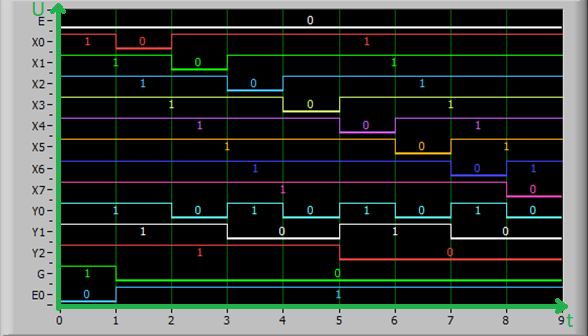 U
E 0
X0 1 0 1
X1 1 0 1
X2 1 0 1
X3 1 0 1
X4 1 0 1
X5 1 0 1
X6 1 0 1
X7 1 0
Y0 1 0 1 0 1 0 1 0
Y1 1 0 1 0
Y2 1 0
G 1 0
E0 0 1
0 1 2 3 4 5 6 7 8 9 t